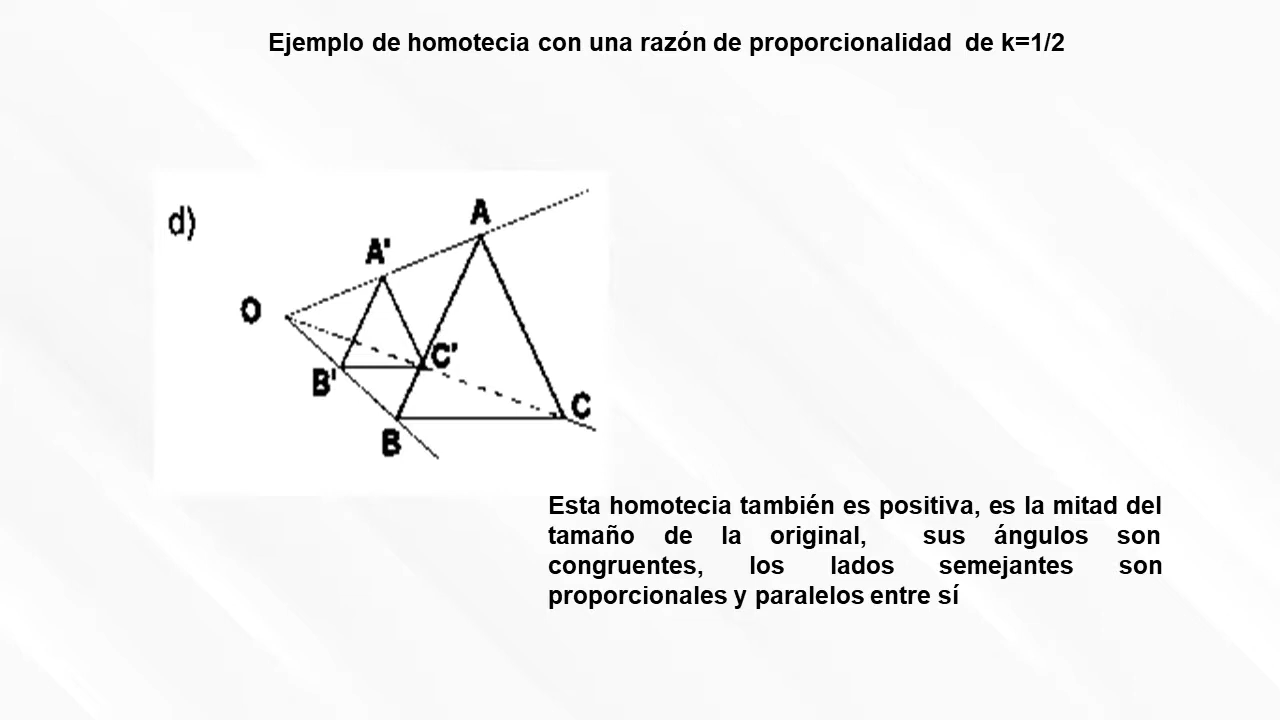 Ejemplo de homotecia con una razón de proporcionalidad de k=1/2
d)
A
A'
O
C'
B'
C
B
Esta homotecia también es positiva, es la mitad del
tamaño de la original, sus ángulos son
congruentes, los lados semejantes son
proporcionales y paralelos entre sí